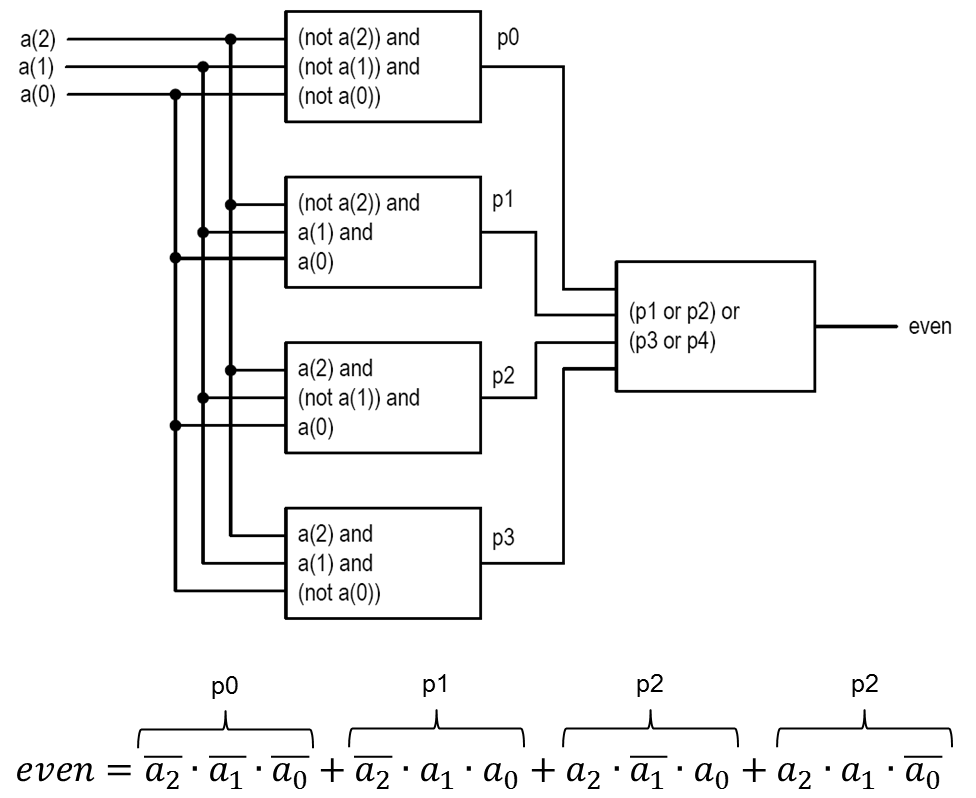 a(2)
a(1)
a(0)
(not a(2)) and
(not a(1)) and
(not a(0))
p0
(not a(2)) and
a(1) and
a(0)
p1
a(2) and
(not a(1)) and
a(0)
p2
a(2) and
a(1) and
(not a(0))
p3
(p1 or p2) or
(p3 or p4)
even
p0 p1 p2 p2
even = a̅₂ · a̅₁ · a̅₀ + a̅₂ · a₁ · a₀ + a₂ · a̅₁ · a₀ + a₂ · a₁ · a̅₀